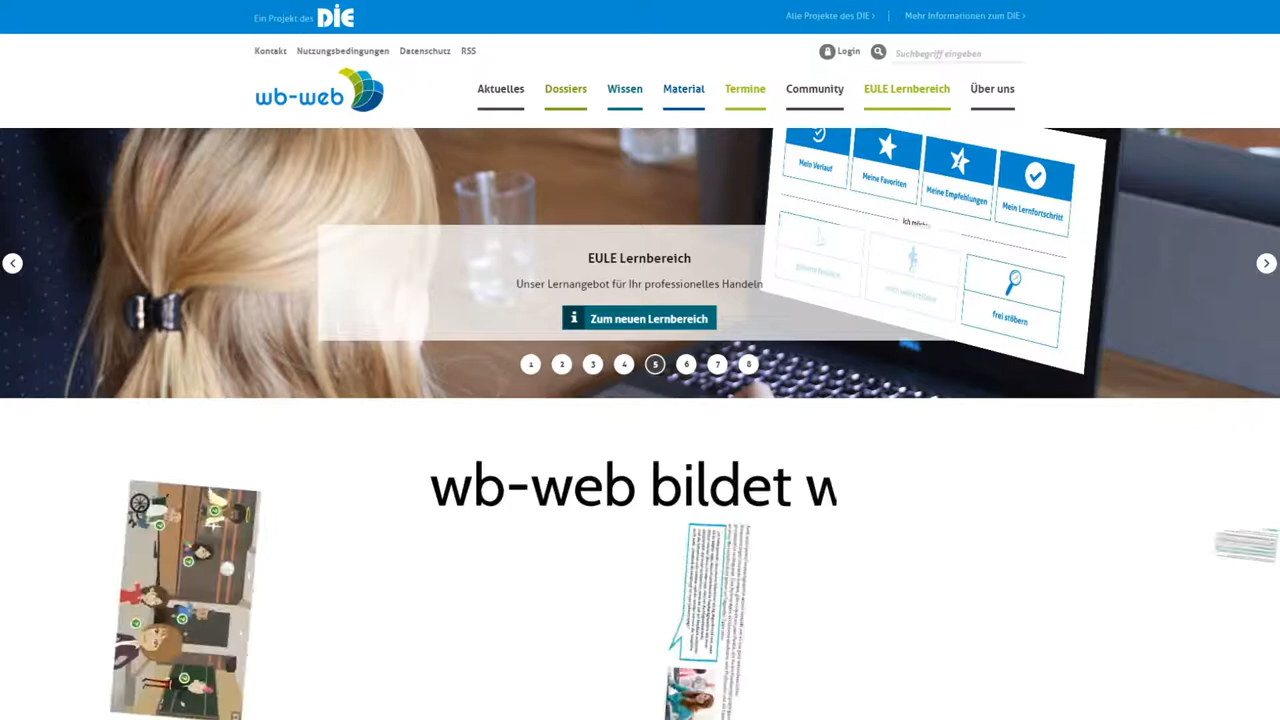 Ein Projekt des DIE
Alle Projekte des DIE ›
Mehr Informationen zum DIE ›
Kontakt
Nutzungsbedingungen
Datenschutz
RSS
Login
Suchbegriff eingeben
wb-web
Aktuelles
Dossiers
Wissen
Material
Termine
Community
EULE Lernbereich
Über uns
Mein Verlauf
Meine Favoriten
Meine Empfehlungen
Mein Lernfortschritt
frei stöbern
EULE Lernbereich
Unser Lernangebot für Ihr professionelles Handeln
i Zum neuen Lernbereich
1 2 3 4 5 6 7 8
wb-web bildet w